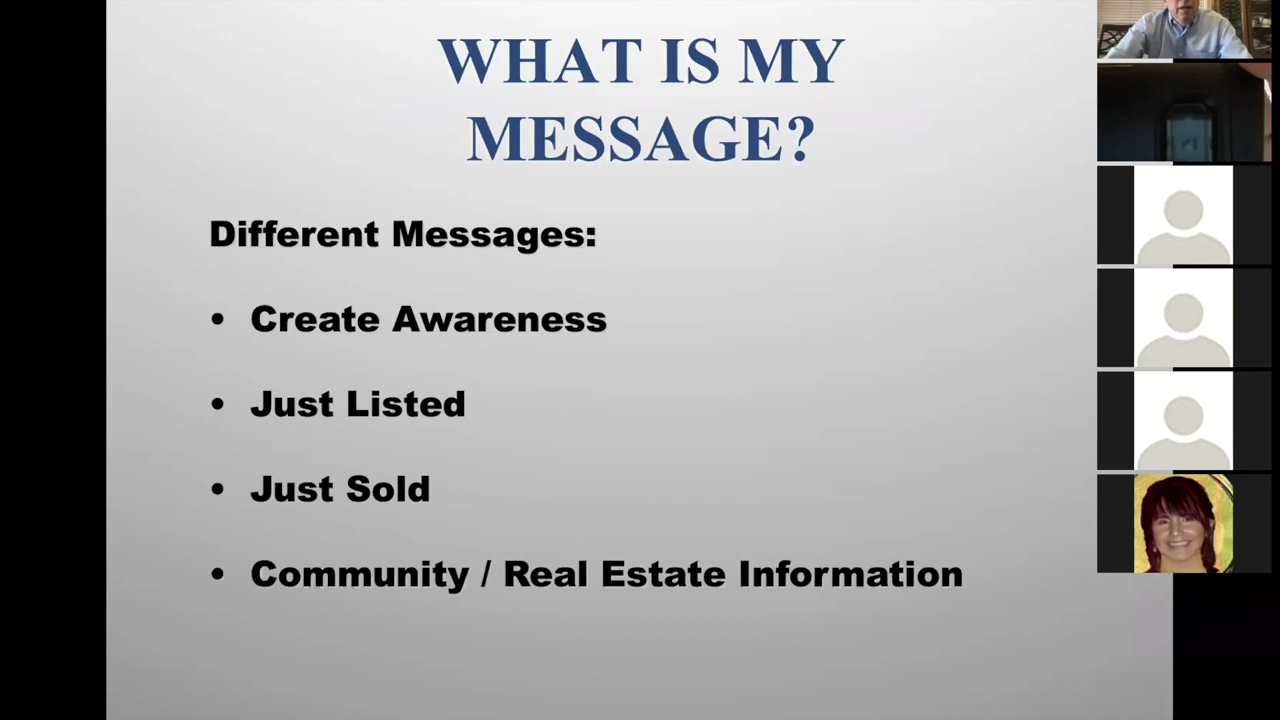 WHAT IS MY
MESSAGE?
Different Messages:
• Create Awareness
• Just Listed
• Just Sold
• Community / Real Estate Information